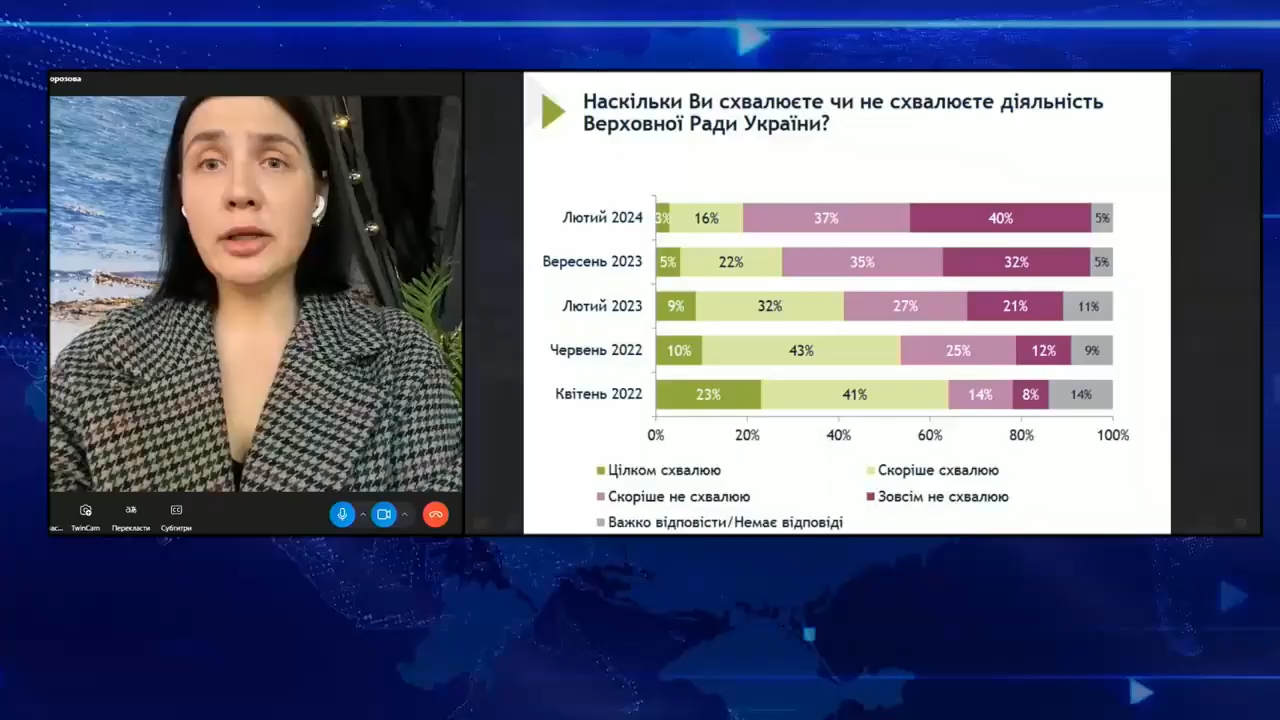 орозова
Наскільки Ви схвалюєте чи не схвалюєте діяльність
Верховної Ради України?
Лютий 2024 3% 16% 37% 40% 5%
Вересень 2023 5% 22% 35% 32% 5%
Лютий 2023 9% 32% 27% 21% 11%
Червень 2022 10% 43% 25% 12% 9%
Квітень 2022 23% 41% 14% 8% 14%
0% 20% 40% 60% 80% 100%
Цілком схвалюю Скоріше схвалюю
Скоріше не схвалюю Зовсім не схвалюю
Важко відповісти/Немає відповіді
TwinCam Перекласти Субтитри